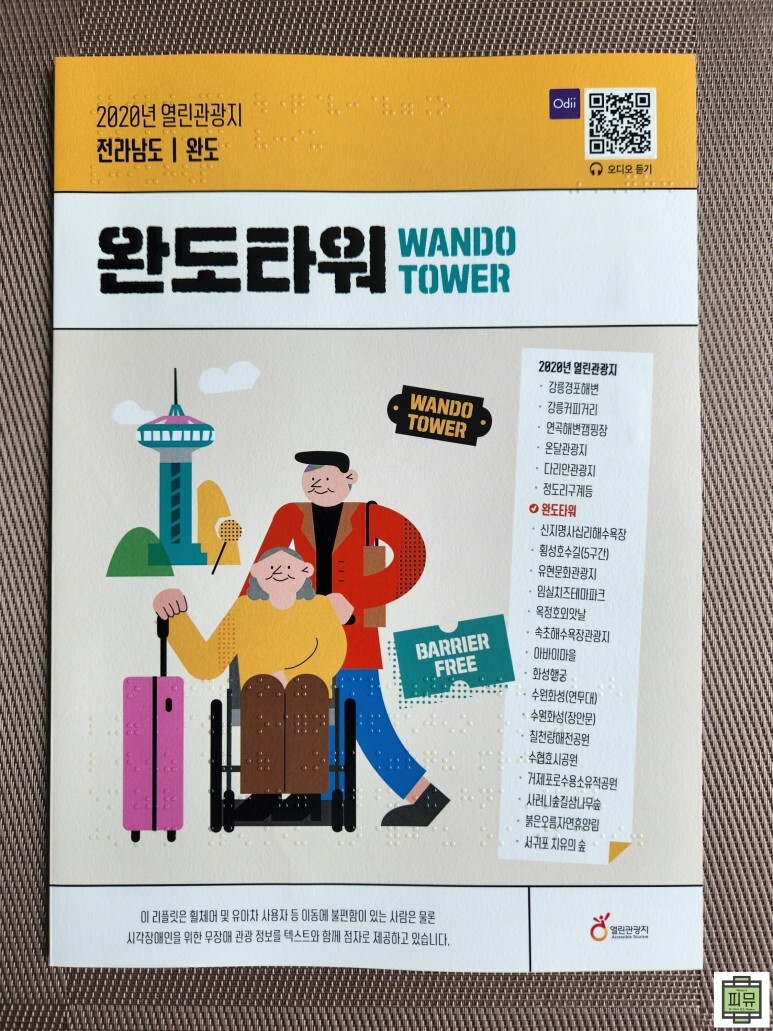 2020년 열린관광지
전라남도 | 완도
Odii
오디오 듣기
완도타워 WANDO
TOWER
WANDO
TOWER
BARRIER
FREE
2020년 열린관광지
· 강릉경포해변
· 강릉커피거리
· 연곡해변캠핑장
· 온달관광지
· 다리안관광지
· 정도리구계등
완도타워
· 신지명사십리해수욕장
· 횡성호수길(5구간)
· 유현문화관광지
· 임실치즈테마파크
· 옥정호외앗날
· 속초해수욕장관광지
· 아바이마을
· 화성행궁
· 수원화성(연무대)
· 수원화성(장안문)
· 칠천량해전공원
· 수협효시공원
· 거제포로수용소유적공원
· 사려니숲길삼나무숲
· 붉은오름자연휴양림
· 서귀포 치유의 숲
이 리플릿은 휠체어 및 유아차 사용자 등 이동에 불편함이 있는 사람은 물론
시각장애인을 위한 무장애 관광 정보를 텍스트와 함께 점자로 제공하고 있습니다.
열린관광지
Accessible Tourism
피뮤